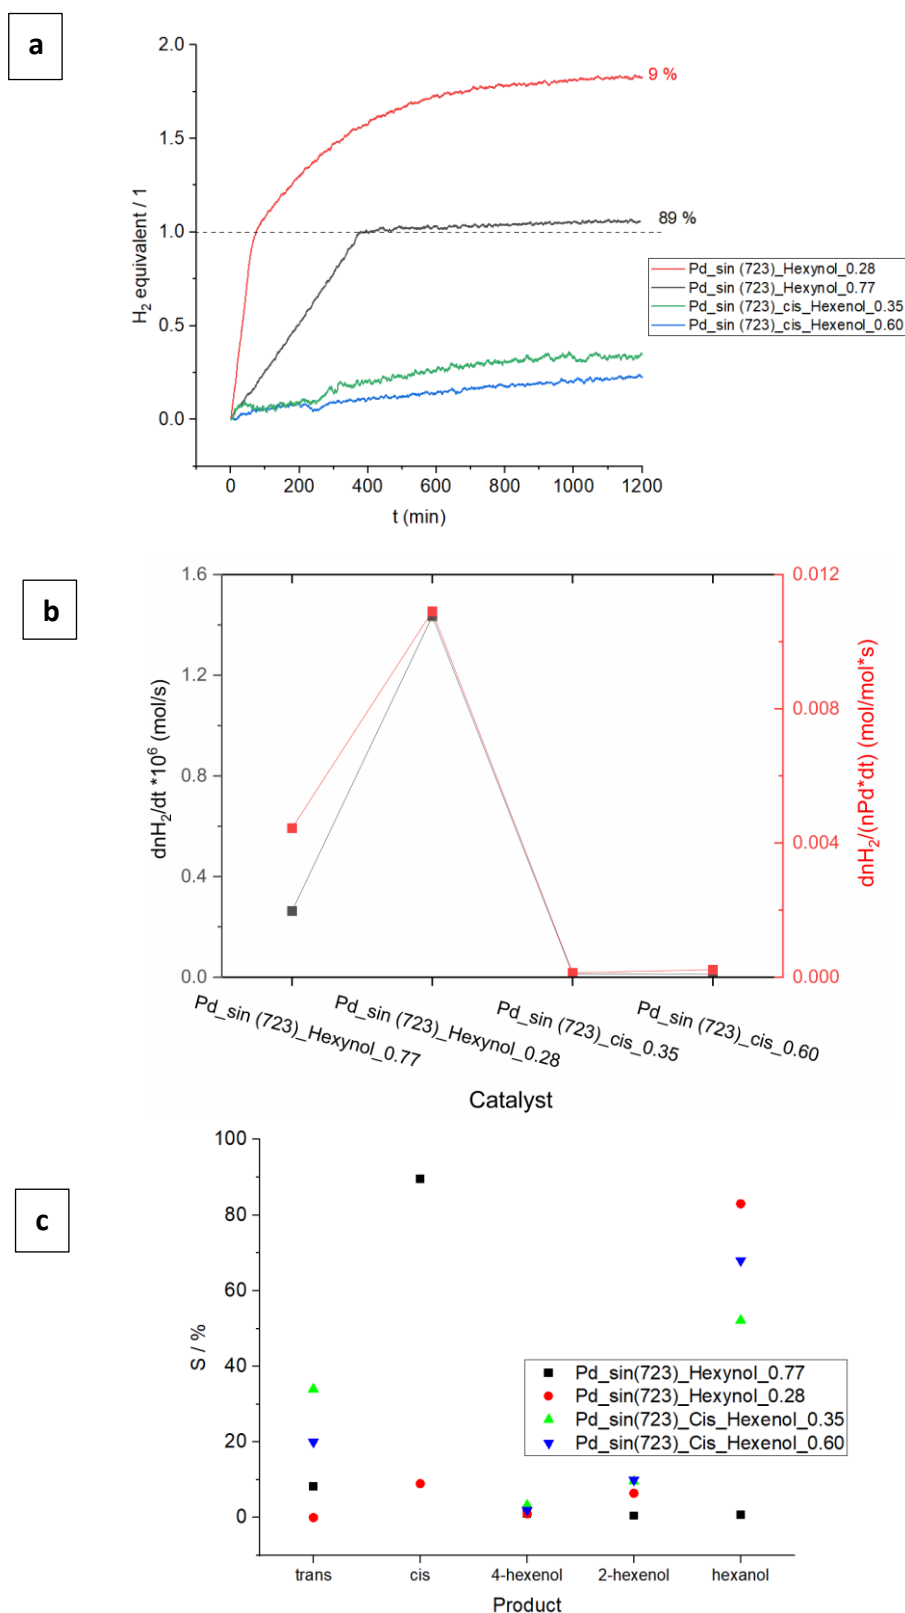 a
2.0
1.5
1.0
0.5
0.0
H₂ equivalent / 1
9 %
89 %
Pd_sin (723)_Hexynol_0.28
Pd_sin (723)_Hexynol_0.77
Pd_sin (723)_cis_Hexenol_0.35
Pd_sin (723)_cis_Hexenol_0.60
0 200 400 600 800 1000 1200
t (min)
b
1.6
1.2
0.8
0.4
0.0
dnH₂/dt *10⁶ (mol/s)
0.012
0.008
0.004
0.000
dnH₂/(nPd*dt) (mol/mol*s)
Pd_sin (723)_Hexynol_0.77
Pd_sin (723)_Hexynol_0.28
Pd_sin (723)_cis_0.35
Pd_sin (723)_cis_0.60
Catalyst
c
100
80
60
40
20
0
S / %
Pd_sin(723)_Hexynol_0.77
Pd_sin(723)_Hexynol_0.28
Pd_sin(723)_Cis_Hexenol_0.35
Pd_sin(723)_Cis_Hexenol_0.60
trans cis 4-hexenol 2-hexenol hexanol
Product